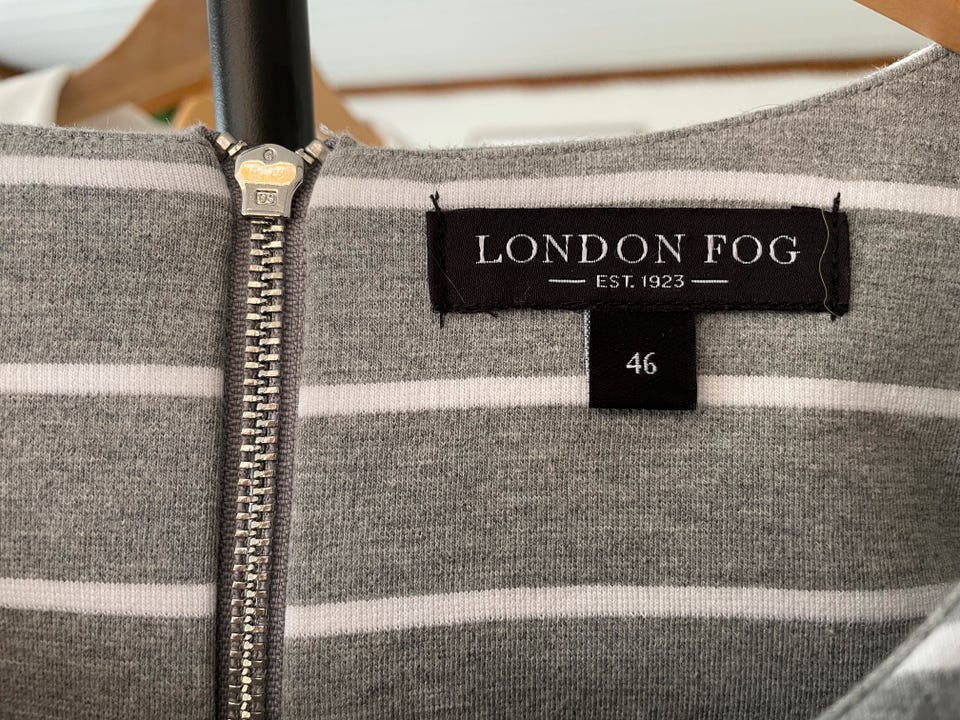 LONDON FOG
EST. 1923
46